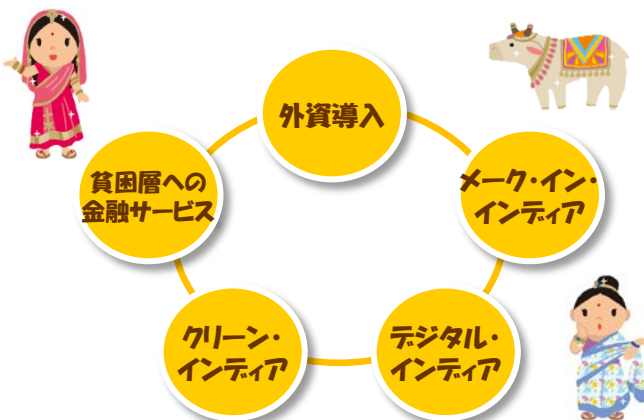 外資導入
メーク・イン・
インディア
デジタル・
インディア
クリーン・
インディア
貧困層への
金融サービス